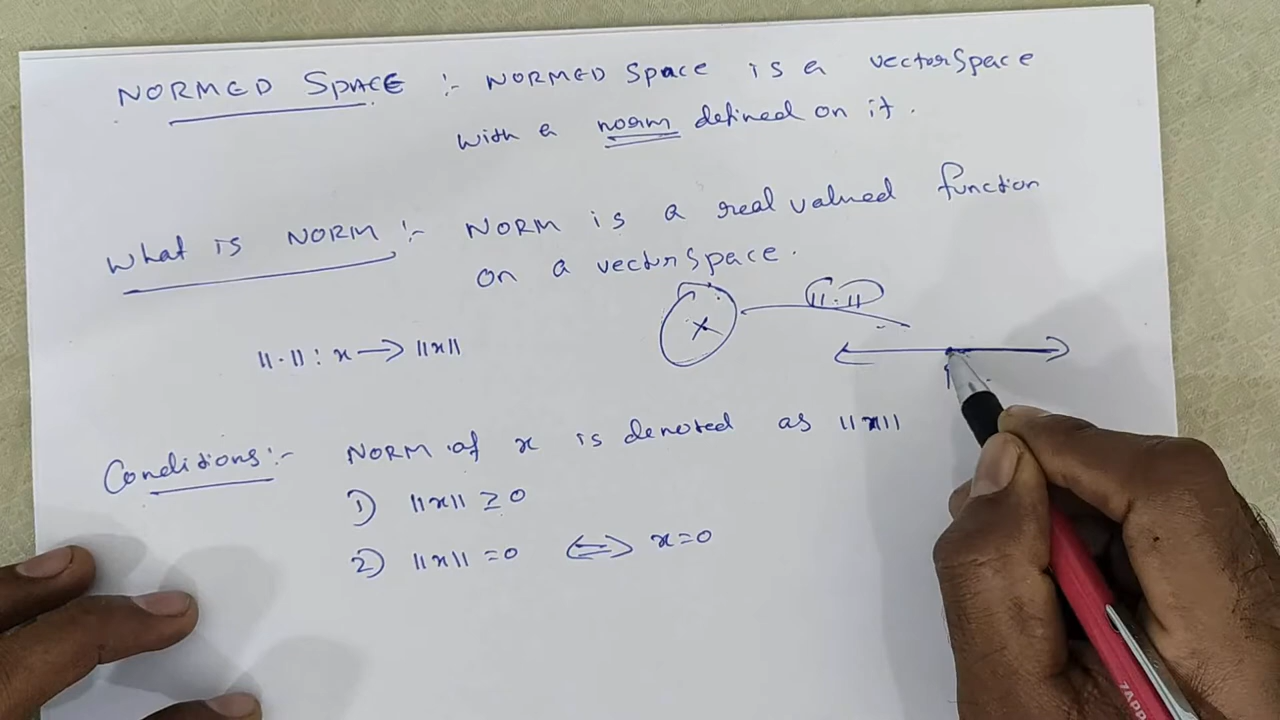 NORMED SPACE :- NORMED Space is a vectorspace
with a norm defined on it.
What is NORM :- NORM is a real valued function
on a vectorspace.
||·||
X
||·|| : x → ||x||
Conditions :- NORM of x is denoted as ||x||
1) ||x|| ≥ 0
2) ||x|| = 0 ⇔ x = 0
ZAPP